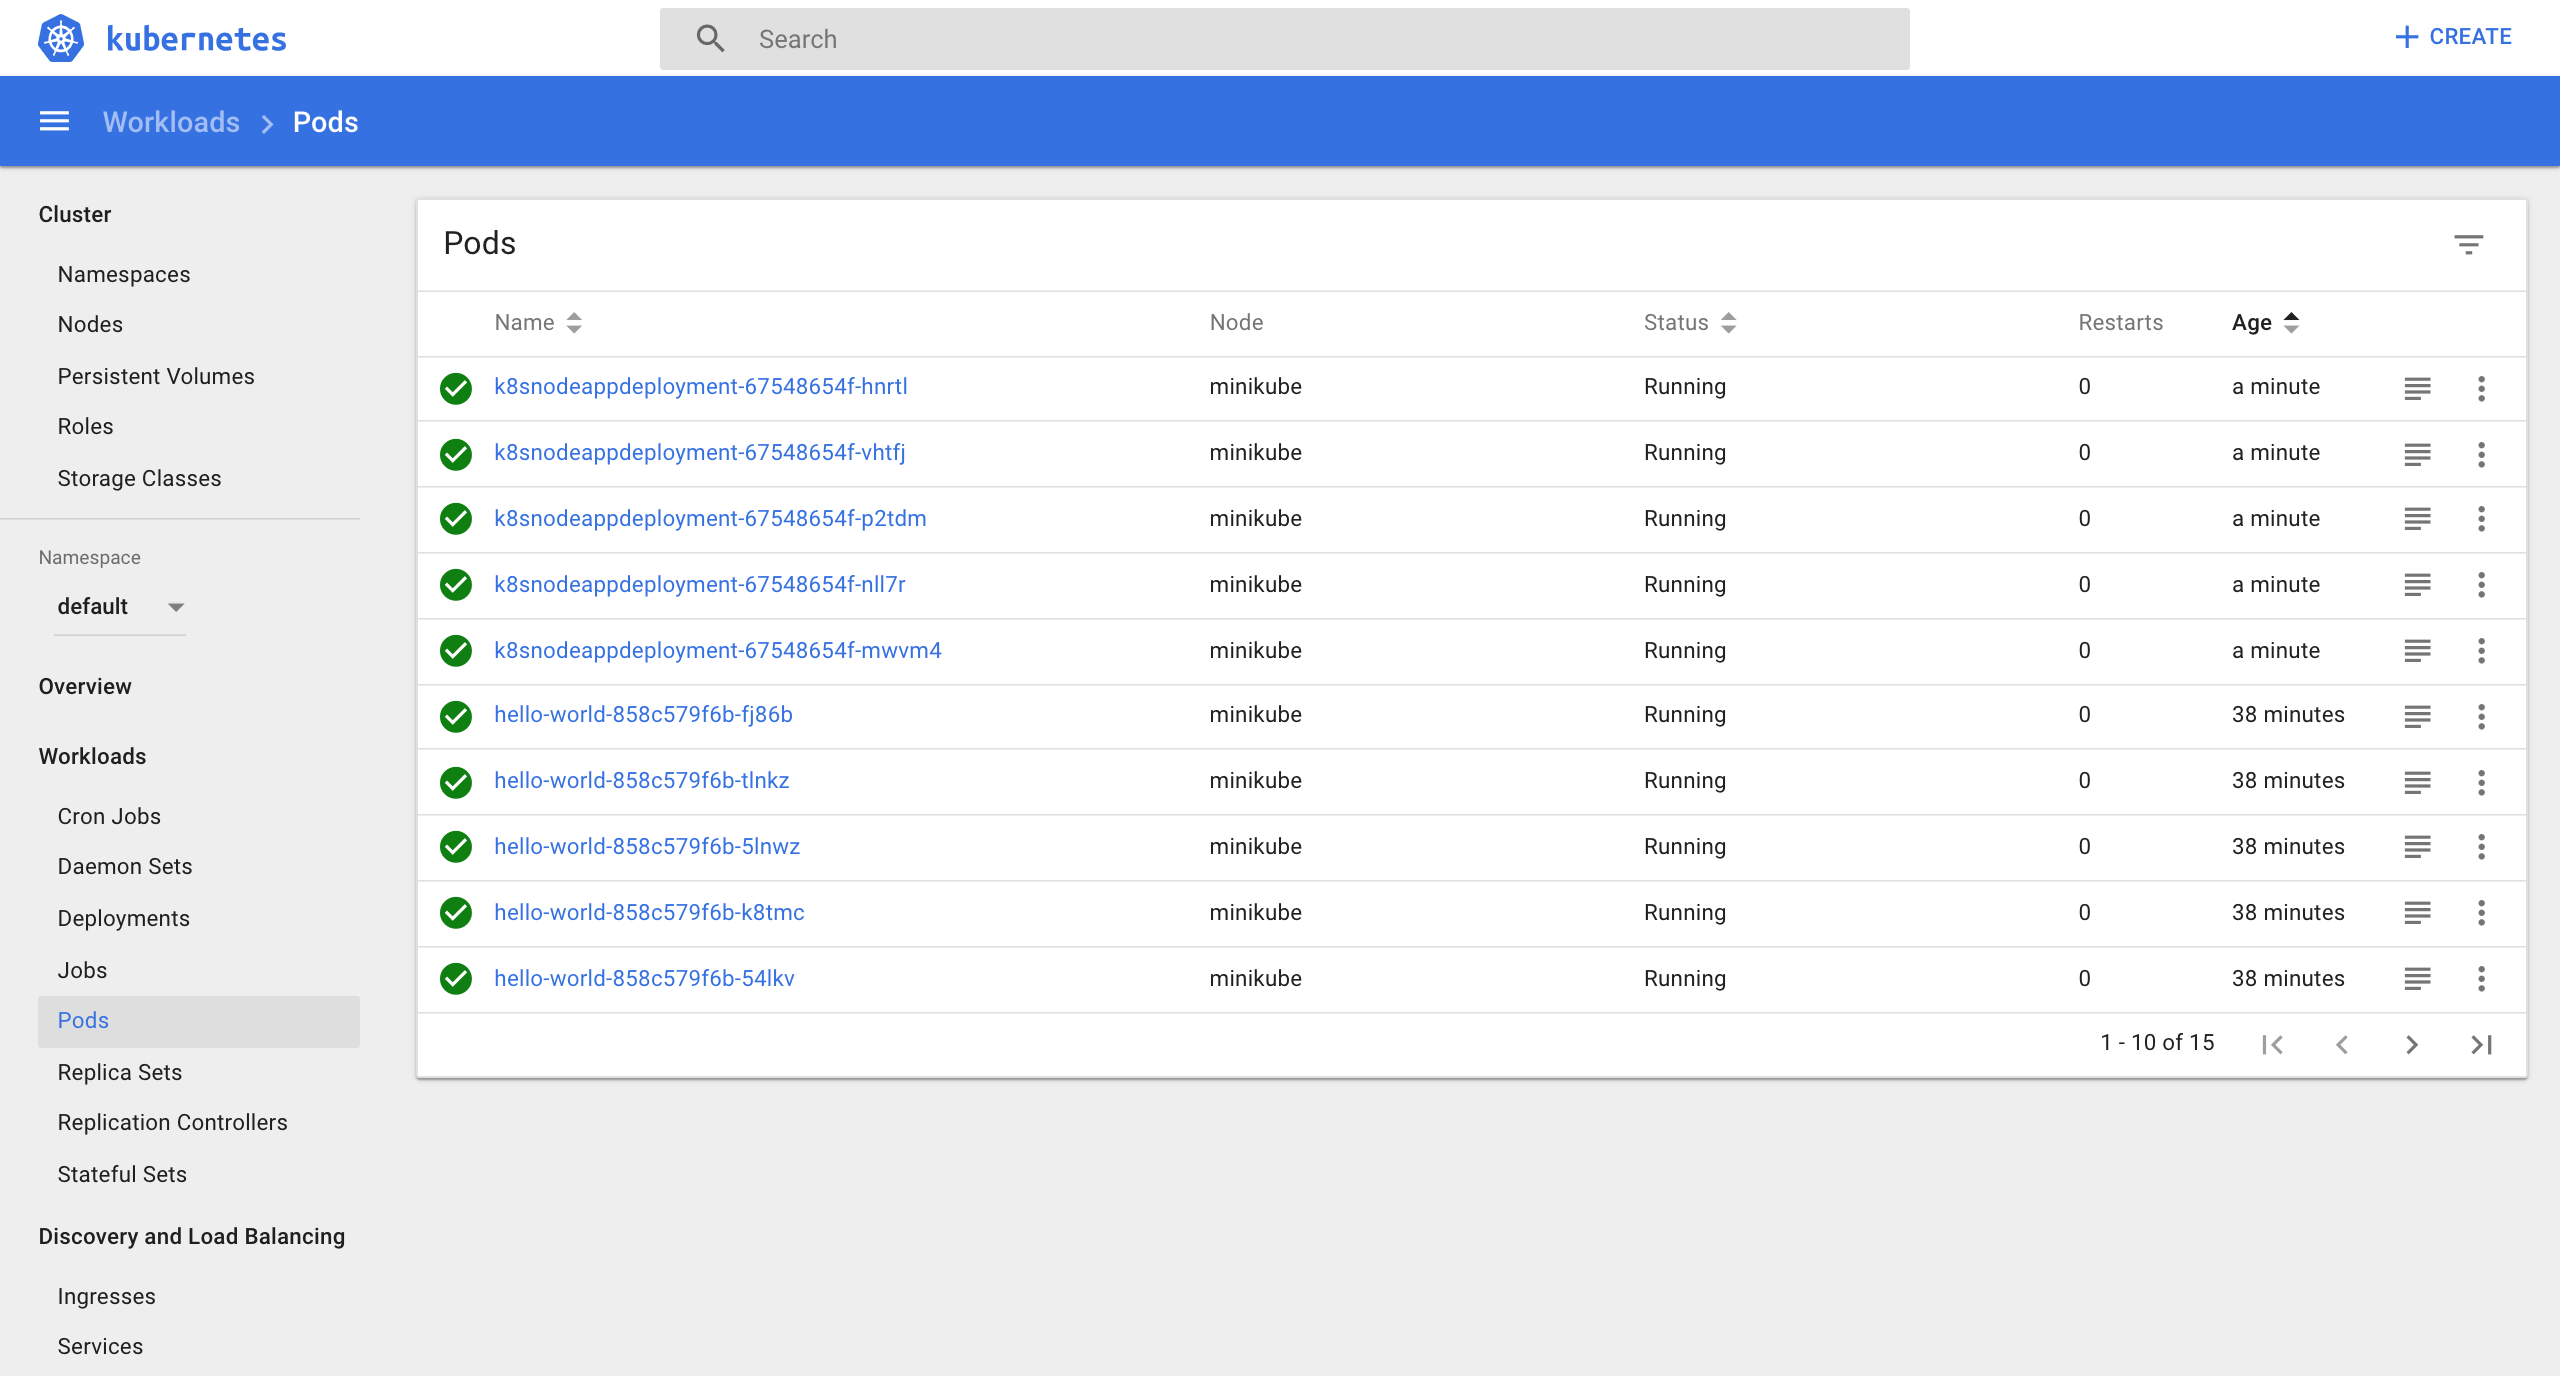 kubernetes
Search
+ CREATE
Workloads > Pods
Cluster
Namespaces
Nodes
Persistent Volumes
Roles
Storage Classes
Namespace
default
Overview
Workloads
Cron Jobs
Daemon Sets
Deployments
Jobs
Pods
Replica Sets
Replication Controllers
Stateful Sets
Discovery and Load Balancing
Ingresses
Services
Pods
Name Node Status Restarts Age
k8snodeappdeployment-67548654f-hnrtl minikube Running 0 a minute
k8snodeappdeployment-67548654f-vhtfj minikube Running 0 a minute
k8snodeappdeployment-67548654f-p2tdm minikube Running 0 a minute
k8snodeappdeployment-67548654f-nll7r minikube Running 0 a minute
k8snodeappdeployment-67548654f-mwvm4 minikube Running 0 a minute
hello-world-858c579f6b-fj86b minikube Running 0 38 minutes
hello-world-858c579f6b-tlnkz minikube Running 0 38 minutes
hello-world-858c579f6b-5lnwz minikube Running 0 38 minutes
hello-world-858c579f6b-k8tmc minikube Running 0 38 minutes
hello-world-858c579f6b-54lkv minikube Running 0 38 minutes
1 - 10 of 15